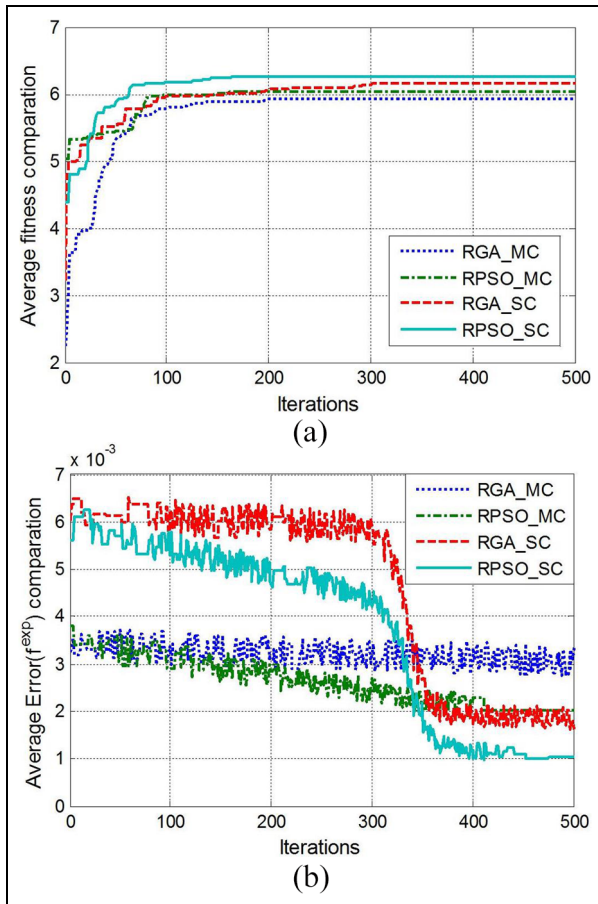 7
6
5
4
3
2
Average fitness comparation
RGA_MC
RPSO_MC
RGA_SC
RPSO_SC
0 100 200 300 400 500
Iterations
(a)
x 10^-3
7
6
5
4
3
2
1
0
Average Error(f^exp) comparation
RGA_MC
RPSO_MC
RGA_SC
RPSO_SC
0 100 200 300 400 500
Iterations
(b)